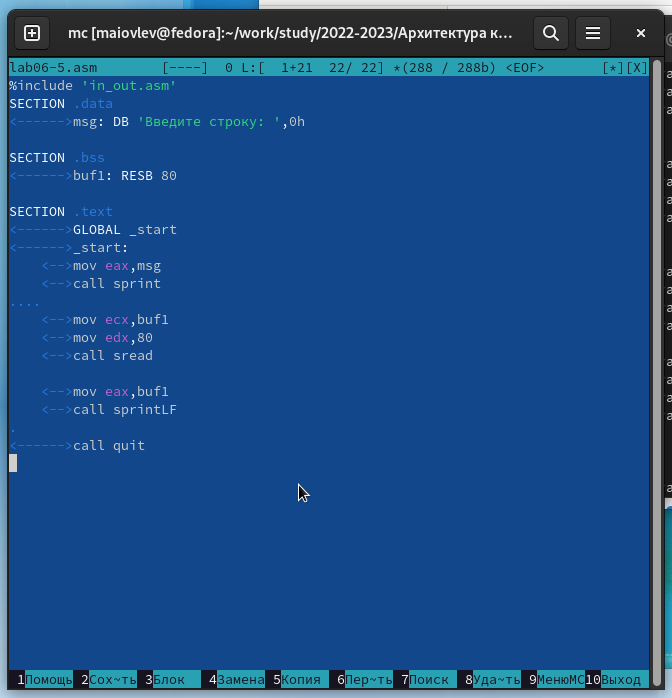 mc [maiovlev@fedora]:~/work/study/2022-2023/Архитектура к...
lab06-5.asm [----] 0 L:[ 1+21 22/ 22] *(288 / 288b) <EOF> [*][X]
%include 'in_out.asm'
SECTION .data
<------>msg: DB 'Введите строку: ',0h
SECTION .bss
<------>buf1: RESB 80
SECTION .text
<------>GLOBAL _start
<------>_start:
<-->mov eax,msg
<-->call sprint
....
<-->mov ecx,buf1
<-->mov edx,80
<-->call sread
<-->mov eax,buf1
<-->call sprintLF
.
<------>call quit
1Помощь 2Сох~ть 3Блок 4Замена 5Копия 6Пер~ть 7Поиск 8Уда~ть 9МенюMC 10Выход